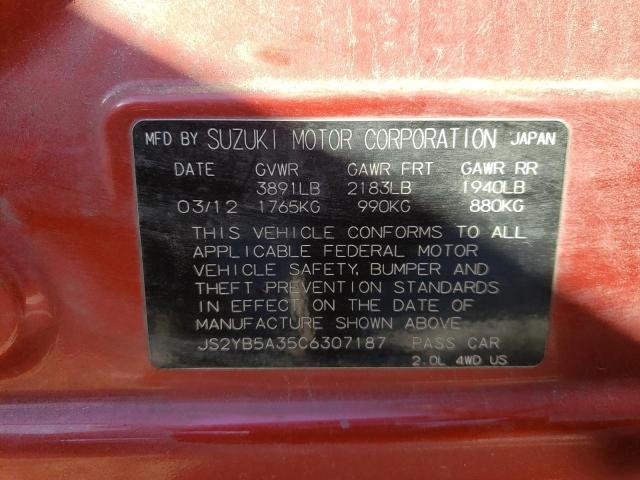 MFD BY SUZUKI MOTOR CORPORATION JAPAN
DATE GVWR GAWR FRT GAWR RR
3891LB 2183LB 1940LB
03/12 1765KG 990KG 880KG
THIS VEHICLE CONFORMS TO ALL
APPLICABLE FEDERAL MOTOR
VEHICLE SAFETY, BUMPER AND
THEFT PREVENTION STANDARDS
IN EFFECT ON THE DATE OF
MANUFACTURE SHOWN ABOVE
JS2YB5A35C6307187 PASS CAR
2.0L 4WD US